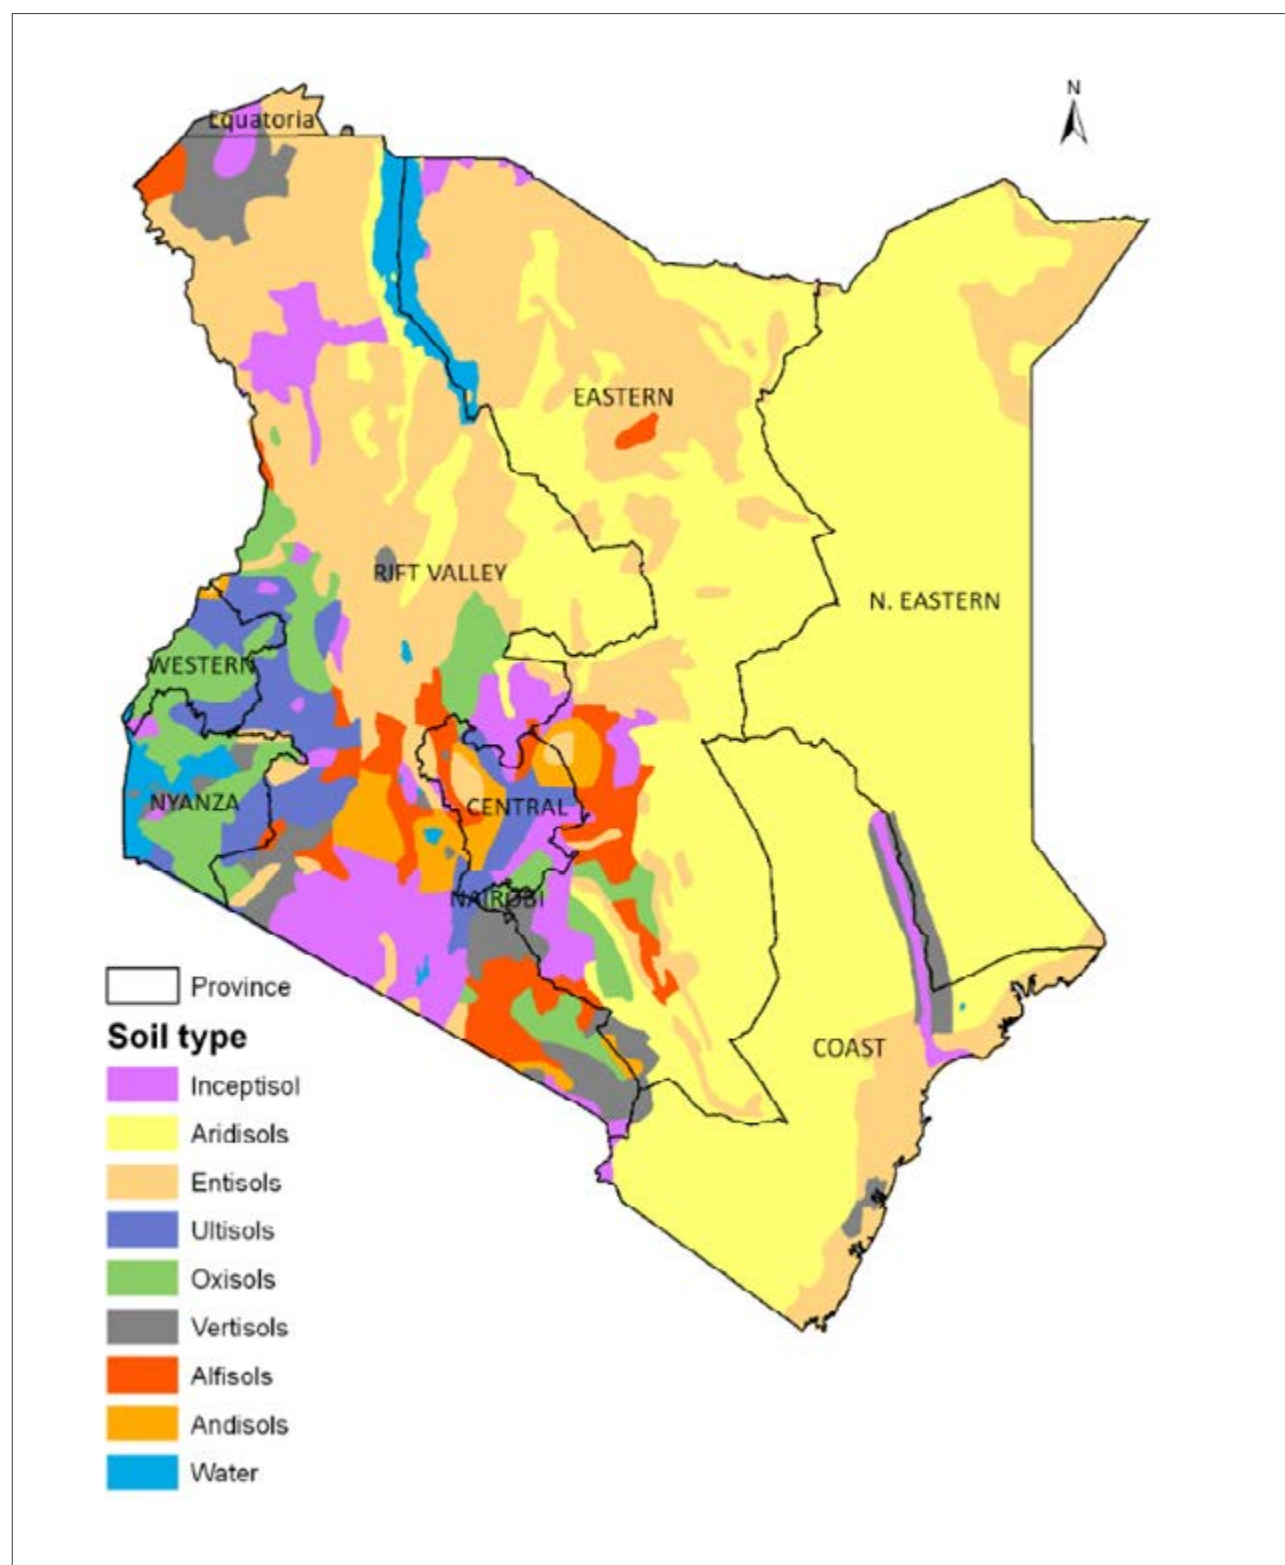 N
Equatoria
EASTERN
RIFT VALLEY
N. EASTERN
WESTERN
NYANZA
CENTRAL
NAIROBI
COAST
Province
Soil type
Inceptisol
Aridisols
Entisols
Ultisols
Oxisols
Vertisols
Alfisols
Andisols
Water